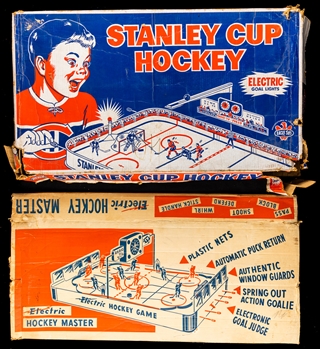 STANLEY CUP
HOCKEY
ELECTRIC
GOAL LIGHTS
STANLEY CUP HOCKEY
Electric HOCKEY MASTER
PASS SHOOT WHIRL
BLOCK DEFEND STICK HANDLE
PLASTIC NETS
AUTOMATIC PUCK RETURN
AUTHENTIC
WINDOW GUARDS
SPRING OUT
ACTION GOALIE
ELECTRONIC
GOAL JUDGE
Electric HOCKEY GAME
Electric
HOCKEY MASTER